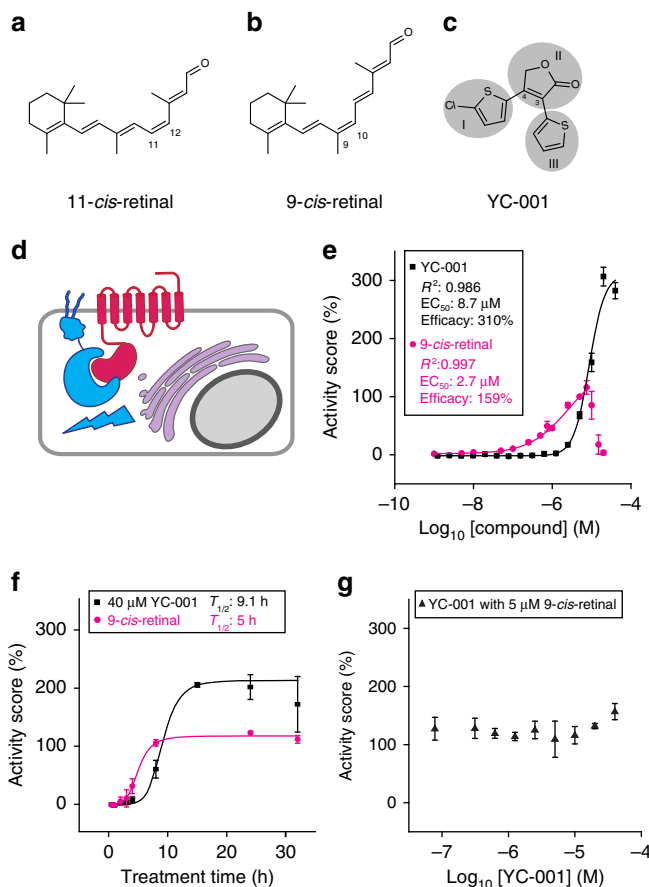 a
b
c
O
12
11
11-cis-retinal
O
10
9
9-cis-retinal
II
O
O
S
Cl
4
3
I
S
III
YC-001
d
e
YC-001
R²: 0.986
EC50: 8.7 μM
Efficacy: 310%
9-cis-retinal
R²:0.997
EC50: 2.7 μM
Efficacy: 159%
Activity score (%)
300
200
100
0
−10
−8
−6
−4
Log10 [compound] (M)
f
40 μM YC-001 T1/2: 9.1 h
9-cis-retinal T1/2: 5 h
Activity score (%)
300
200
100
0
0
10
20
30
Treatment time (h)
g
YC-001 with 5 μM 9-cis-retinal
Activity score (%)
300
200
100
0
−7
−6
−5
−4
Log10 [YC-001] (M)